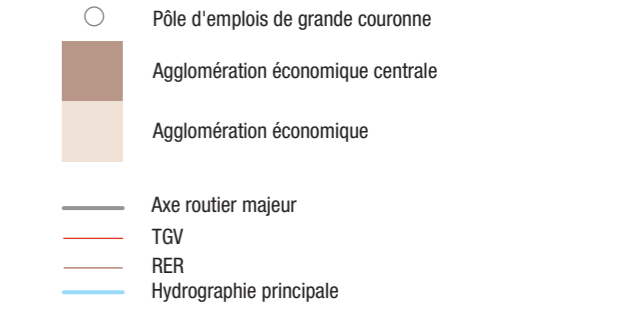 Pôle d'emplois de grande couronne
Agglomération économique centrale
Agglomération économique
Axe routier majeur
TGV
RER
Hydrographie principale